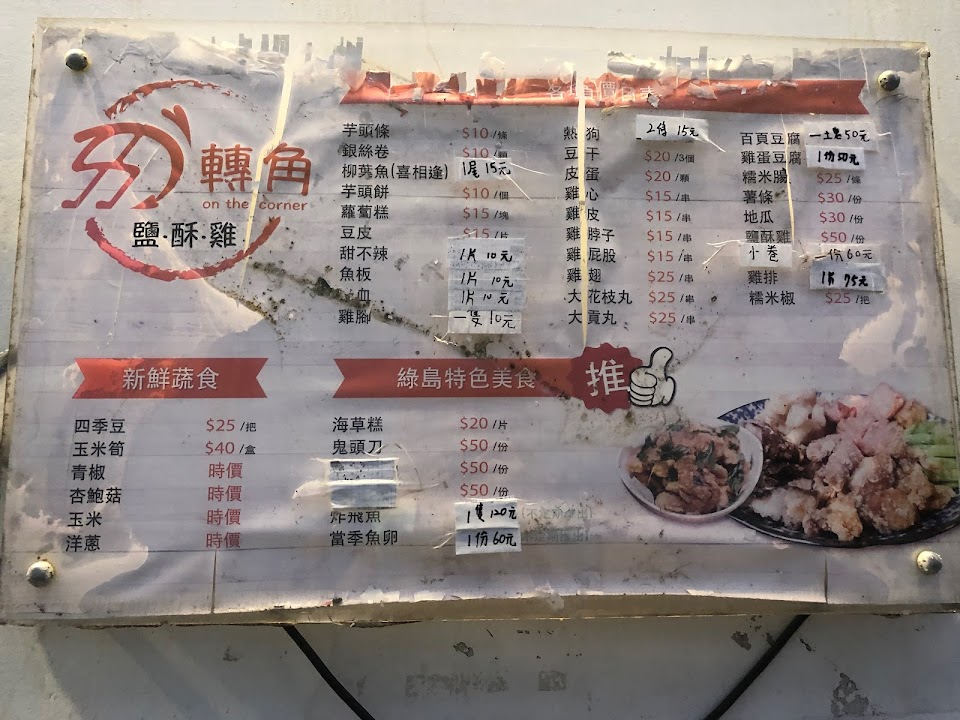 轉角
on the corner
鹽·酥·雞
芋頭條 $10/條
銀絲卷 $10/顆
柳葉魚(喜相逢) 1尾15元
芋頭餅 $10/個
蘿蔔糕 $15/塊
豆皮 $15/片
甜不辣 1片10元
魚板 1片10元
血 1片10元
雞腳 一隻10元
熱狗 2條15元
豆干 $20/3個
皮蛋 $20/顆
雞心 $15/串
雞皮 $15/串
雞脖子 $15/串
雞屁股 $15/串
雞翅 $25/串
大花枝丸 $25/串
大貢丸 $25/串
百頁豆腐 50元
雞蛋豆腐 1份50元
糯米腸 $25/條
薯條 $30/份
地瓜 $30/份
鹽酥雞 $50/份
小卷 一份60元
雞排 1片75元
糯米椒 $25/把
新鮮蔬食
四季豆 $25/把
玉米筍 $40/盒
青椒 時價
杏鮑菇 時價
玉米 時價
洋蔥 時價
綠島特色美食 推
海草糕 $20/片
鬼頭刀 $50/份
$50/份
$50/份
炸飛魚 1隻120元
當季魚卵 1份60元